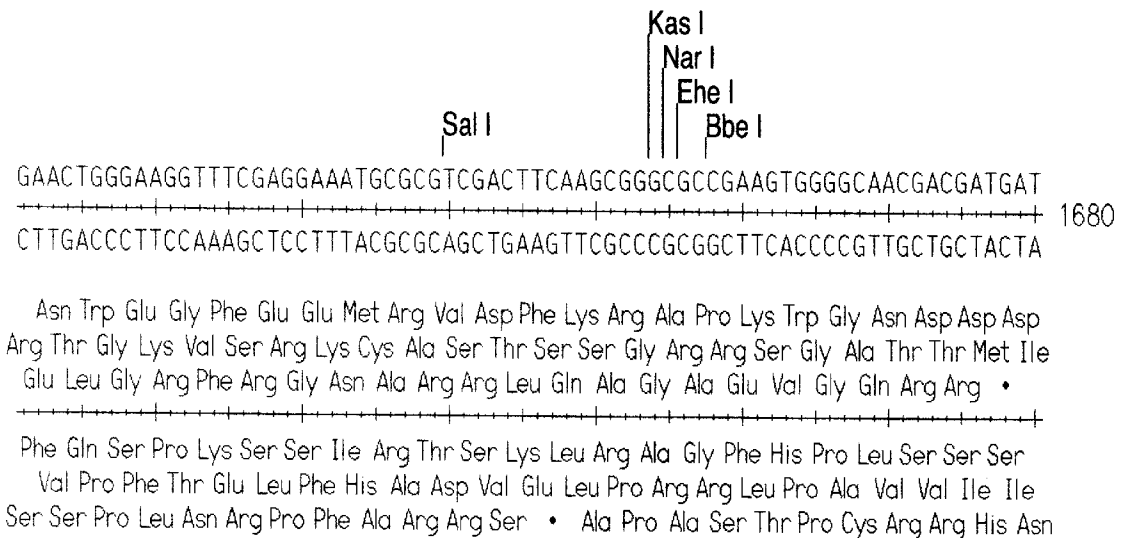 Kas I
Nar I
Ehe I
Sal I
Bbe I
GAACTGGGAAGGTTTCGAGGAAATGCGCGTCGACTTCAAGCGGGCGCCGAAGTGGGGCAACGACGATGAT
1680
CTTGACCCTTCCAAAGCTCCTTTACGCGCAGCTGAAGTTCGCCCGCGGCTTCACCCCGTTGCTGCTACTA
Asn Trp Glu Gly Phe Glu Glu Met Arg Val Asp Phe Lys Arg Ala Pro Lys Trp Gly Asn Asp Asp Asp
Arg Thr Gly Lys Val Ser Arg Lys Cys Ala Ser Thr Ser Ser Gly Arg Arg Ser Gly Ala Thr Thr Met Ile
Glu Leu Gly Arg Phe Arg Gly Asn Ala Arg Arg Leu Gln Ala Gly Ala Glu Val Gly Gln Arg Arg •
Phe Gln Ser Pro Lys Ser Ser Ile Arg Thr Ser Lys Leu Arg Ala Gly Phe His Pro Leu Ser Ser Ser
Val Pro Phe Thr Glu Leu Phe His Ala Asp Val Glu Leu Pro Arg Arg Leu Pro Ala Val Val Ile Ile
Ser Ser Pro Leu Asn Arg Pro Phe Ala Arg Arg Ser • Ala Pro Ala Ser Thr Pro Cys Arg Arg His Asn